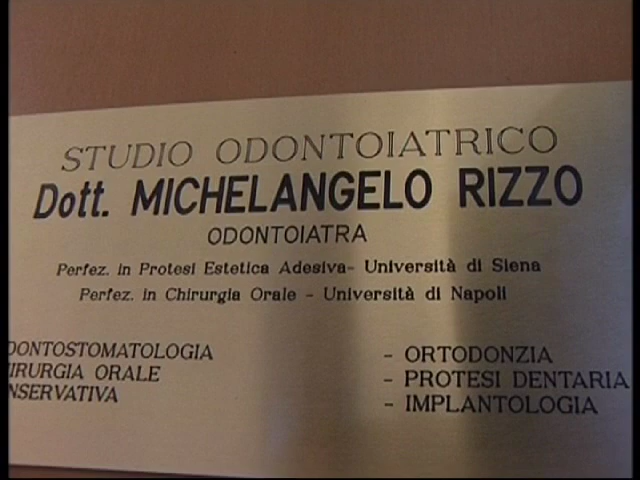 STUDIO ODONTOIATRICO
Dott. MICHELANGELO RIZZO
ODONTOIATRA
Perfez. in Protesi Estetica Adesiva- Università di Siena
Perfez. in Chirurgia Orale - Università di Napoli
DONTOSTOMATOLOGIA
IRURGIA ORALE
NSERVATIVA
- ORTODONZIA
- PROTESI DENTARIA
- IMPLANTOLOGIA